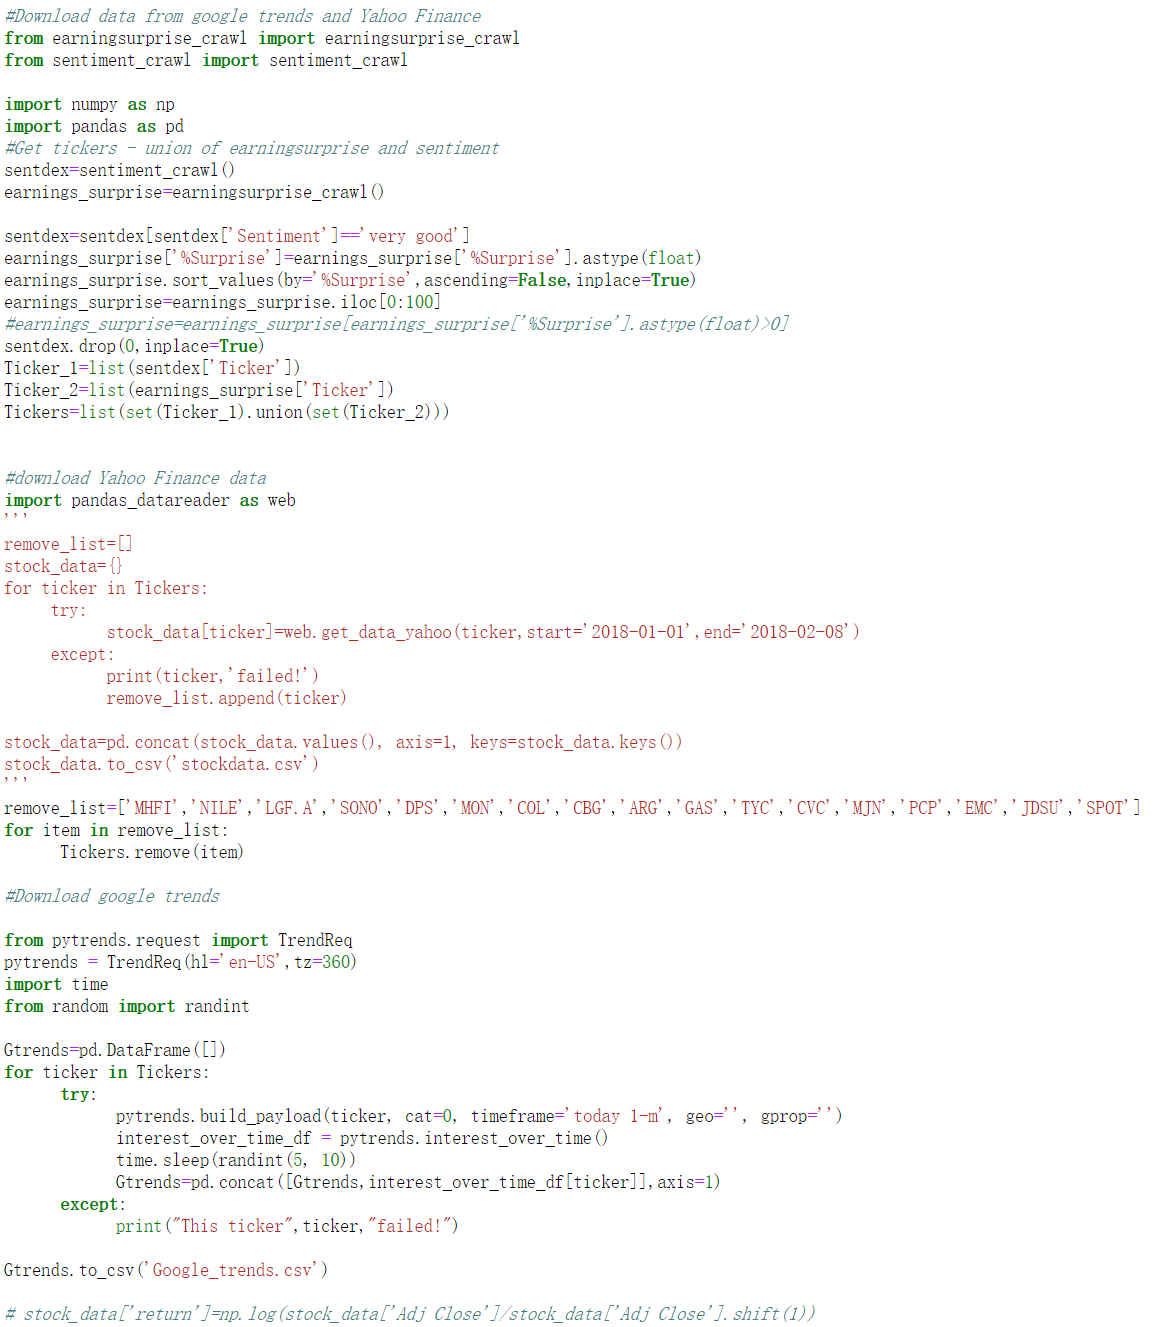 #Download data from google trends and Yahoo Finance
from earningsurprise_crawl import earningsurprise_crawl
from sentiment_crawl import sentiment_crawl

import numpy as np
import pandas as pd
#Get tickers - union of earningsurprise and sentiment
sentdex=sentiment_crawl()
earnings_surprise=earningsurprise_crawl()

sentdex=sentdex[sentdex['Sentiment']=='very good']
earnings_surprise['%Surprise']=earnings_surprise['%Surprise'].astype(float)
earnings_surprise.sort_values(by='%Surprise',ascending=False,inplace=True)
earnings_surprise=earnings_surprise.iloc[0:100]
#earnings_surprise=earnings_surprise[earnings_surprise['%Surprise'].astype(float)>0]
sentdex.drop(0,inplace=True)
Ticker_1=list(sentdex['Ticker'])
Ticker_2=list(earnings_surprise['Ticker'])
Tickers=list(set(Ticker_1).union(set(Ticker_2)))


#download Yahoo Finance data
import pandas_datareader as web
'''
remove_list=[]
stock_data={}
for ticker in Tickers:
     try:
           stock_data[ticker]=web.get_data_yahoo(ticker,start='2018-01-01',end='2018-02-08')
     except:
           print(ticker,'failed!')
           remove_list.append(ticker)

stock_data=pd.concat(stock_data.values(), axis=1, keys=stock_data.keys())
stock_data.to_csv('stockdata.csv')
'''
remove_list=['MHFI','NILE','LGF.A','SONO','DPS','MON','COL','CBG','ARG','GAS','TYC','CVC','MJN','PCP','EMC','JDSU','SPOT']
for item in remove_list:
      Tickers.remove(item)

#Download google trends

from pytrends.request import TrendReq
pytrends = TrendReq(hl='en-US',tz=360)
import time
from random import randint

Gtrends=pd.DataFrame([])
for ticker in Tickers:
      try:
            pytrends.build_payload(ticker, cat=0, timeframe='today 1-m', geo='', gprop='')
            interest_over_time_df = pytrends.interest_over_time()
            time.sleep(randint(5, 10))
            Gtrends=pd.concat([Gtrends,interest_over_time_df[ticker]],axis=1)
      except:
            print("This ticker",ticker,"failed!")

Gtrends.to_csv('Google_trends.csv')

# stock_data['return']=np.log(stock_data['Adj Close']/stock_data['Adj Close'].shift(1))